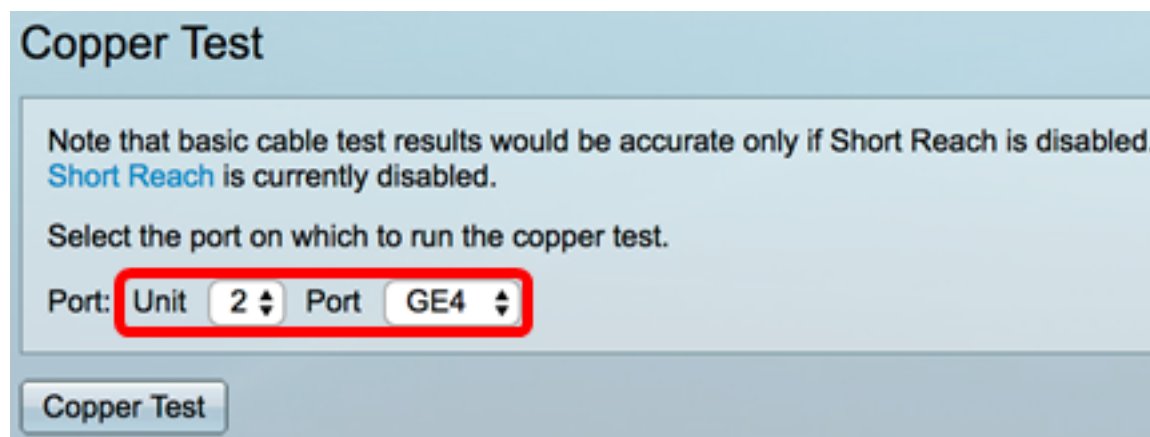 Copper Test
Note that basic cable test results would be accurate only if Short Reach is disabled.
Short Reach is currently disabled.
Select the port on which to run the copper test.
Port: Unit 2 Port GE4
Copper Test